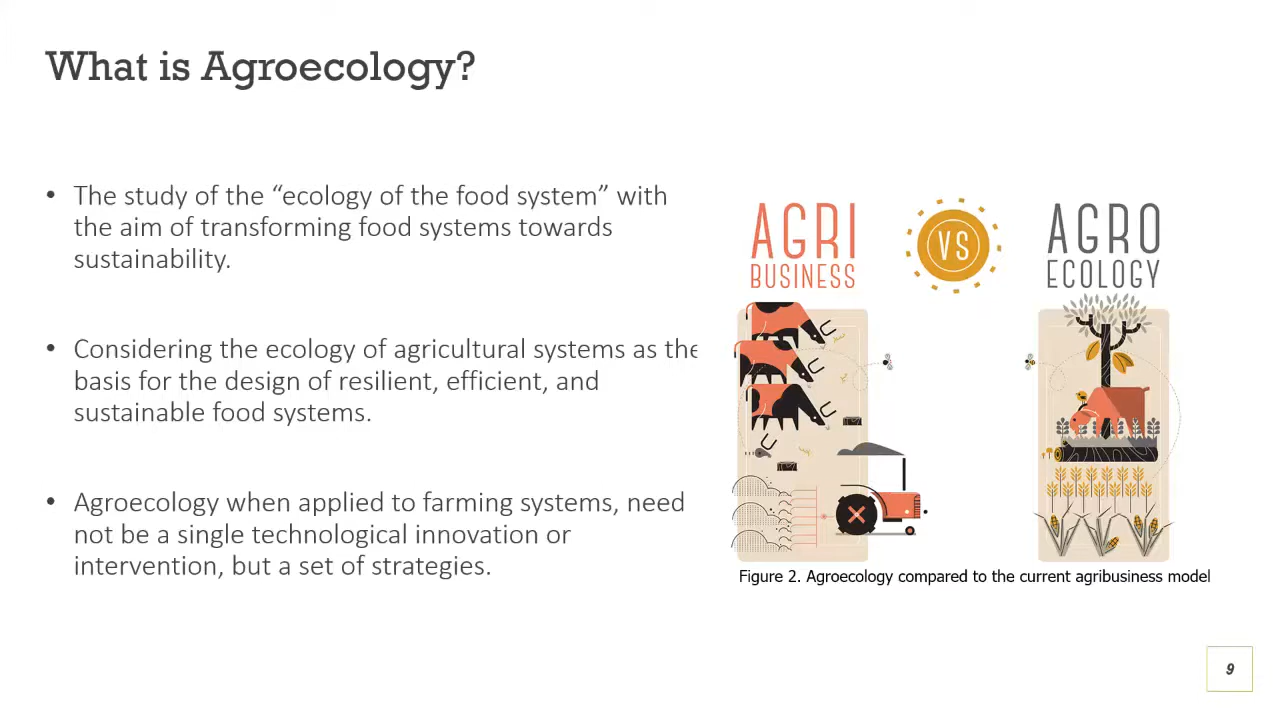 What is Agroecology?
• The study of the “ecology of the food system” with
the aim of transforming food systems towards
sustainability.
• Considering the ecology of agricultural systems as the
basis for the design of resilient, efficient, and
sustainable food systems.
• Agroecology when applied to farming systems, need
not be a single technological innovation or
intervention, but a set of strategies.
AGRI
BUSINESS
VS
AGRO
ECOLOGY
Figure 2. Agroecology compared to the current agribusiness model
9